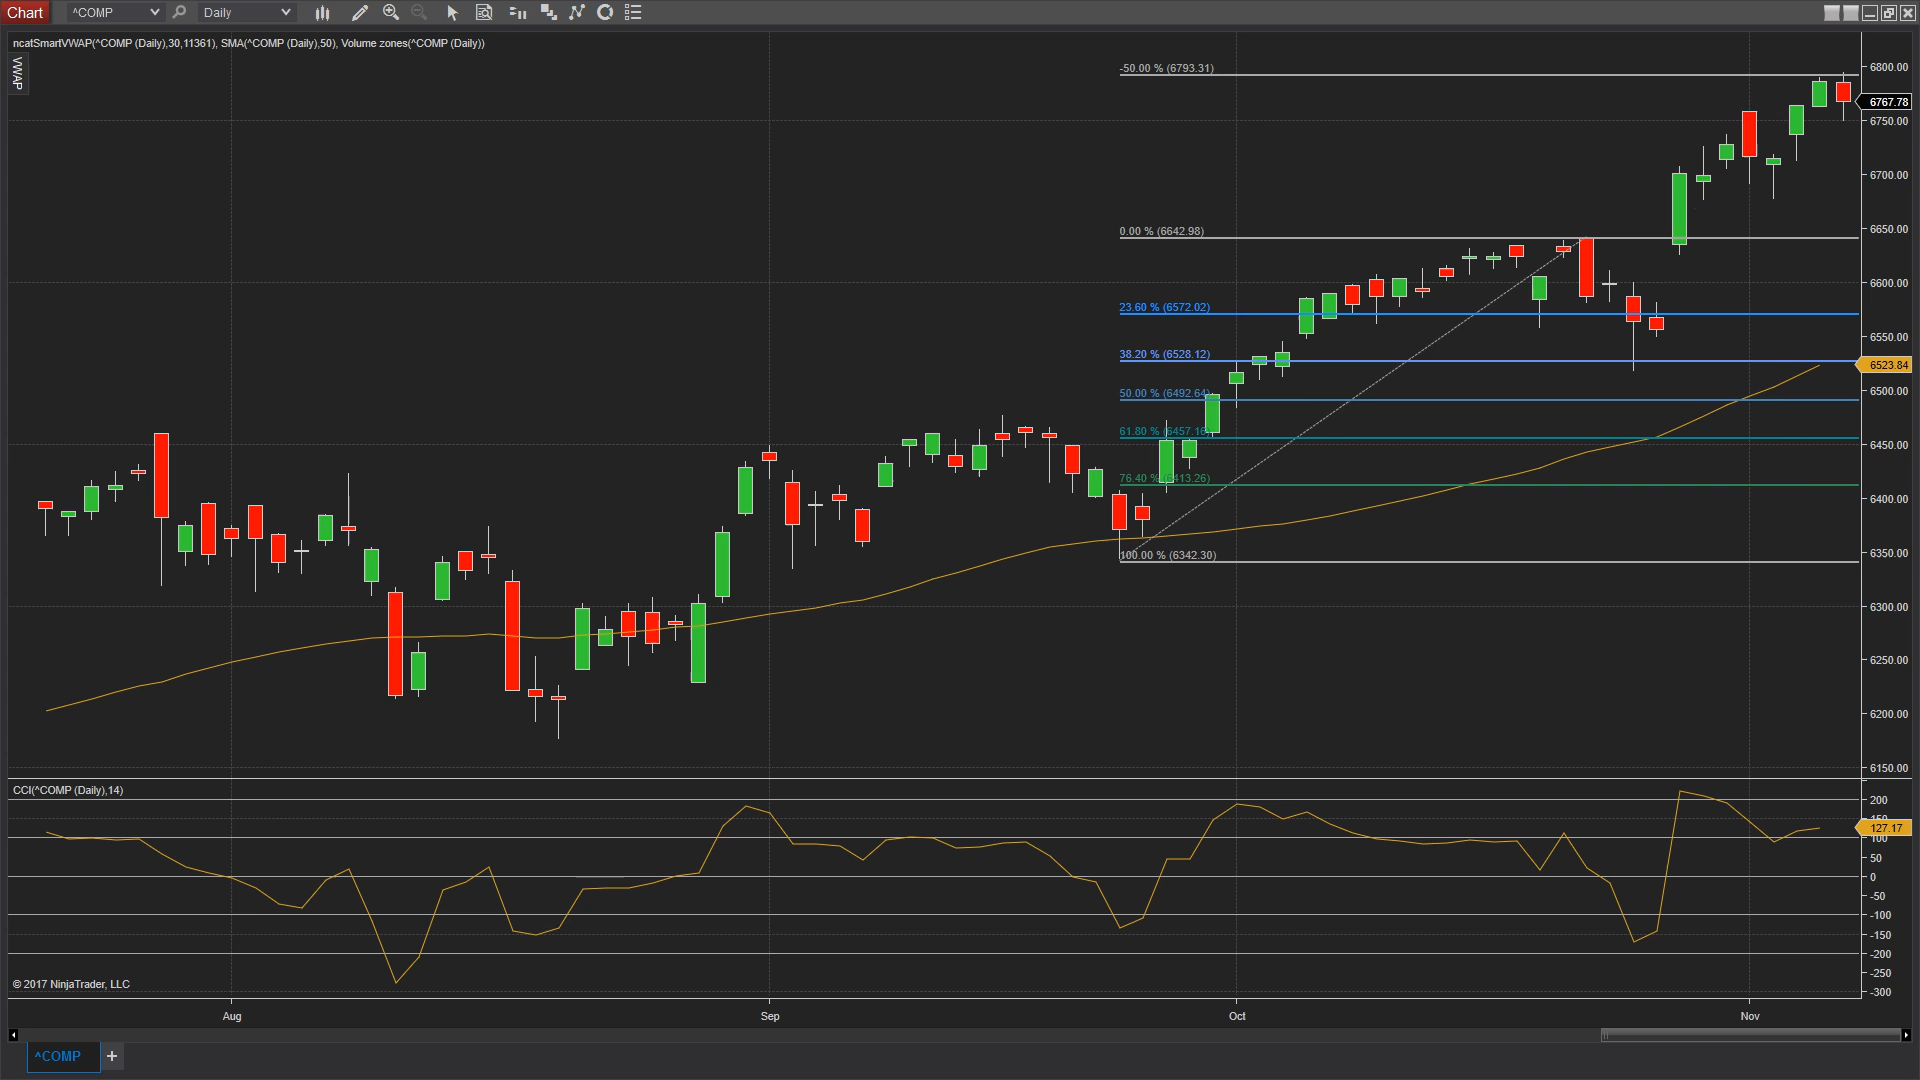 Chart ^COMP Daily
ncatSmartVWAP(^COMP (Daily),30,11361), SMA(^COMP (Daily),50), Volume zones(^COMP (Daily))
VWAP
-50.00 % (6793.31)
0.00 % (6642.98)
23.60 % (6572.02)
38.20 % (6528.12)
50.00 % (6492.64)
61.80 % (6457.16)
76.40 % (6413.26)
100.00 % (6342.30)
6800.00
6767.78
6750.00
6700.00
6650.00
6600.00
6550.00
6523.84
6500.00
6450.00
6400.00
6350.00
6300.00
6250.00
6200.00
6150.00
CCI(^COMP (Daily),14)
200
150
127.17
100
50
0
-50
-100
-150
-200
-250
-300
© 2017 NinjaTrader, LLC
Aug Sep Oct Nov
^COMP +